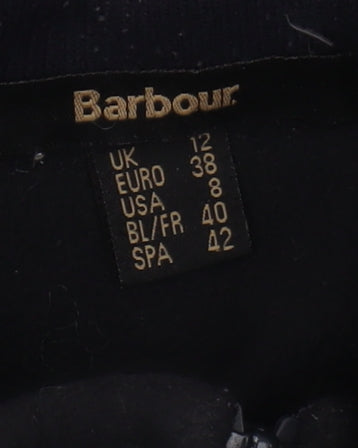 Barbour
UK 12
EURO 38
USA 8
BL/FR 40
SPA 42